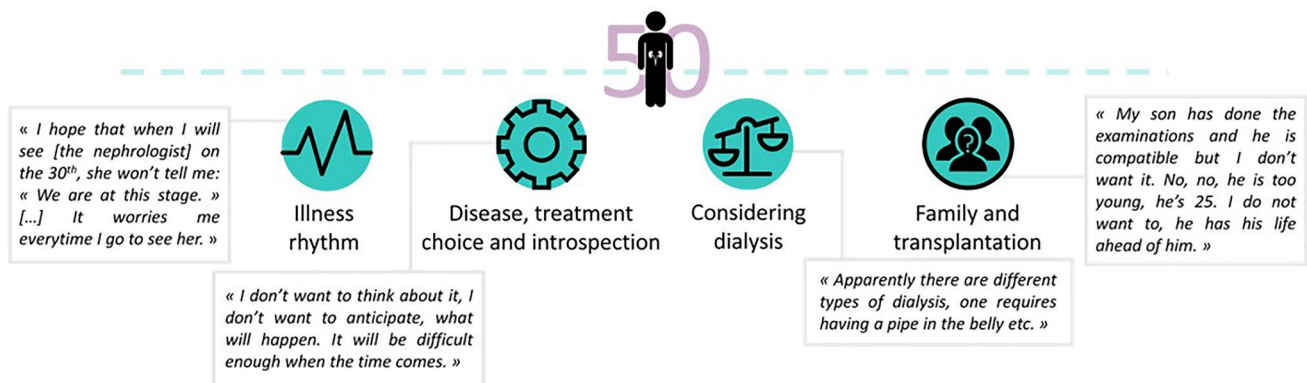 50
« I hope that when I will
see [the nephrologist] on
the 30th, she won't tell me:
« We are at this stage. »
[...] It worries me
everytime I go to see her. »
Illness
rhythm
« I don't want to think about it, I
don't want to anticipate, what
will happen. It will be difficult
enough when the time comes. »
Disease, treatment
choice and introspection
Considering
dialysis
« Apparently there are different
types of dialysis, one requires
having a pipe in the belly etc. »
?
Family and
transplantation
« My son has done the
examinations and he is
compatible but I don't
want it. No, no, he is too
young, he's 25. I do not
want to, he has his life
ahead of him. »